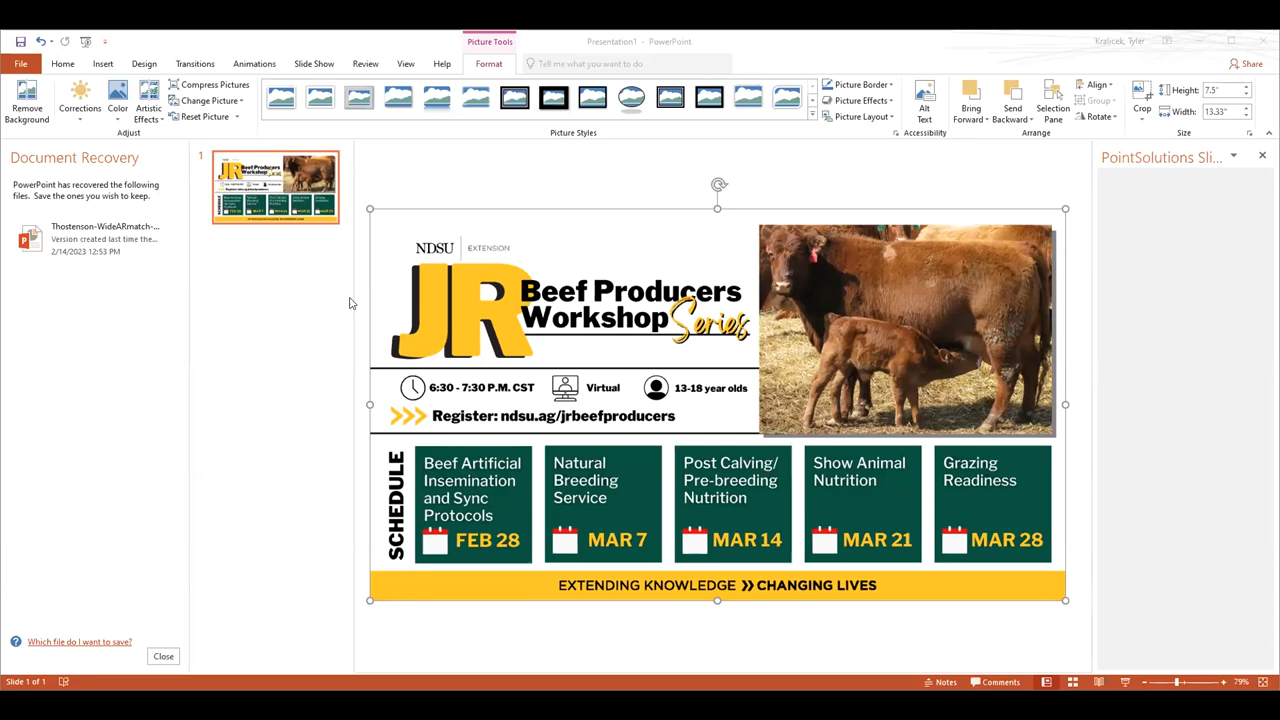 Picture Tools
Presentation1 - PowerPoint
Kralicek, Tyler
File Home Insert Design Transitions Animations Slide Show Review View Help Format Tell me what you want to do Share
Remove Background
Corrections
Color
Artistic Effects
Compress Pictures
Change Picture
Reset Picture
Picture Border
Picture Effects
Picture Layout
Alt Text
Bring Forward
Send Backward
Selection Pane
Align
Group
Rotate
Crop
Height: 7.5"
Width: 13.33"
Adjust
Picture Styles
Accessibility
Arrange
Size
Document Recovery
PowerPoint has recovered the following files. Save the ones you wish to keep.
Thostenson-WideARmatch-...
Version created last time the...
2/14/2023 12:53 PM
Which file do I want to save?
Close
1
PointSolutions Sli...
NDSU EXTENSION
JR Beef Producers
Workshop Series
6:30 - 7:30 P.M. CST Virtual 13-18 year olds
Register: ndsu.ag/jrbeefproducers
SCHEDULE
Beef Artificial
Insemination
and Sync
Protocols
FEB 28
Natural
Breeding
Service
MAR 7
Post Calving/
Pre-breeding
Nutrition
MAR 14
Show Animal
Nutrition
MAR 21
Grazing
Readiness
MAR 28
EXTENDING KNOWLEDGE CHANGING LIVES
Slide 1 of 1
Notes
Comments
79%